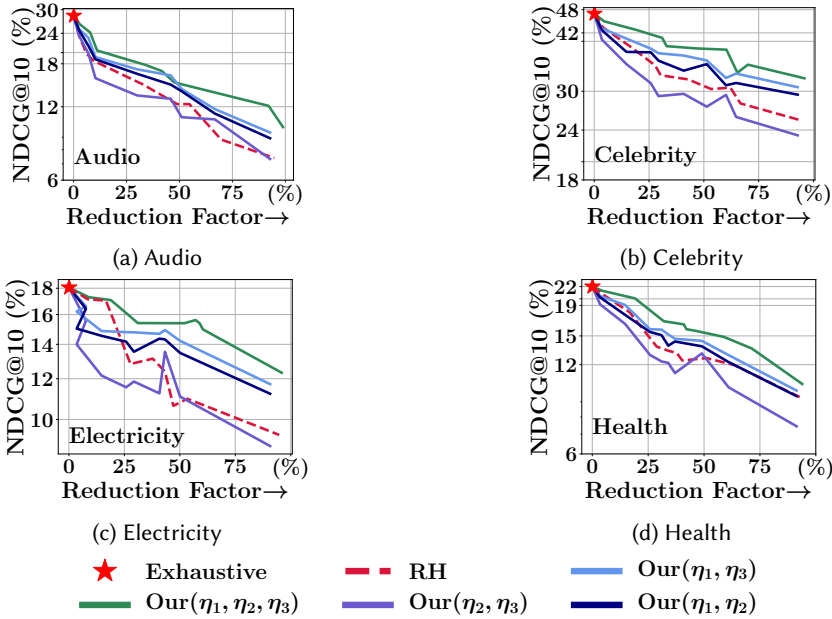 30
24
18
12
6
NDCG@10 (%)
Audio
0 25 50 75 (%)
Reduction Factor→
(a) Audio
48
42
30
24
18
NDCG@10 (%)
Celebrity
0 25 50 75 (%)
Reduction Factor→
(b) Celebrity
18
16
14
12
10
NDCG@10 (%)
Electricity
0 25 50 75 (%)
Reduction Factor→
(c) Electricity
22
19
15
12
6
NDCG@10 (%)
Health
0 25 50 75 (%)
Reduction Factor→
(d) Health
Exhaustive RH Our(η₁, η₃)
Our(η₁, η₂, η₃) Our(η₂, η₃) Our(η₁, η₂)